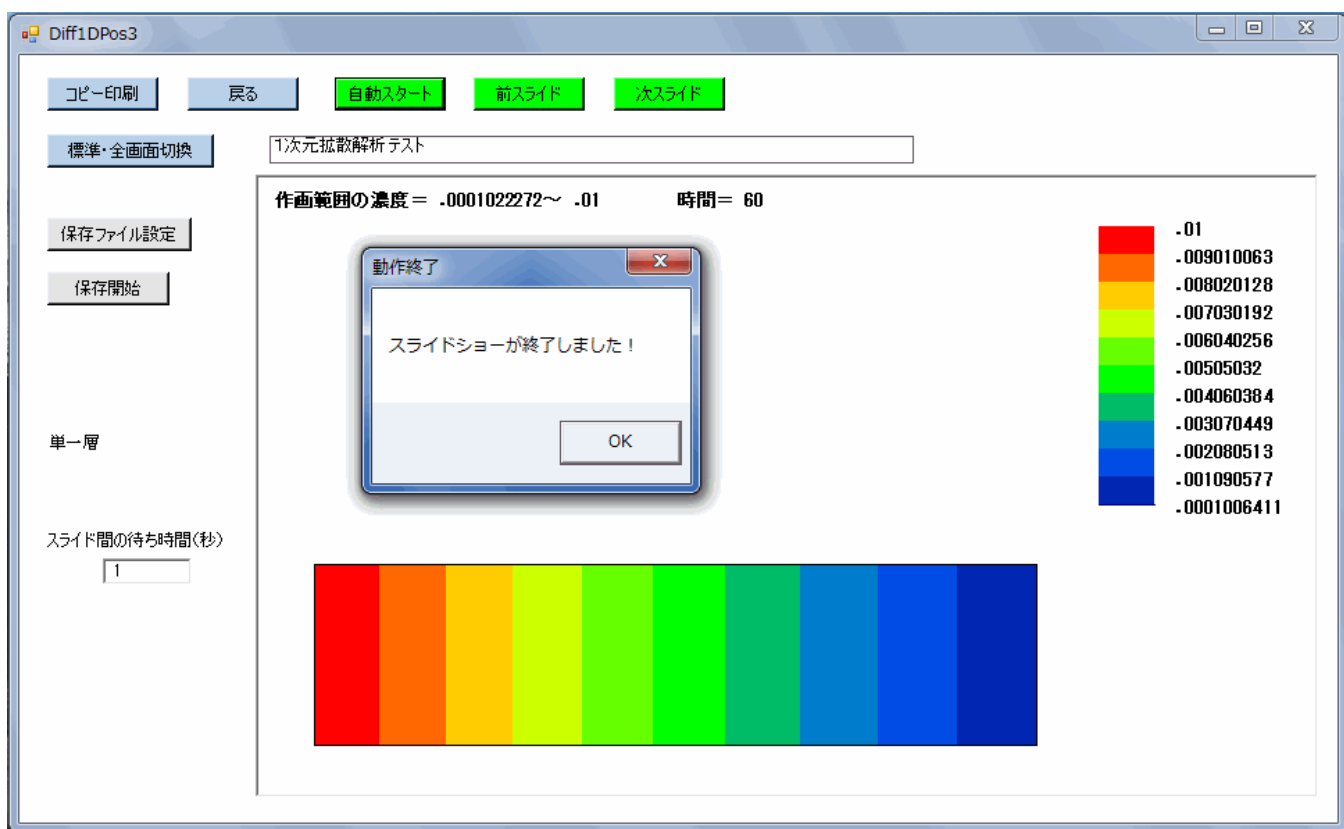 Diff1DPos3
コピー印刷
戻る
自動スタート
前スライド
次スライド
標準・全画面切換
1次元拡散解析テスト
作画範囲の濃度＝ .0001022272～ .01 時間＝ 60
保存ファイル設定
保存開始
動作終了
スライドショーが終了しました！
OK
.01
.009010063
.008020128
.007030192
.006040256
.00505032
.004060384
.003070449
.002080513
.001090577
.0001006411
単一層
スライド間の待ち時間(秒)
1